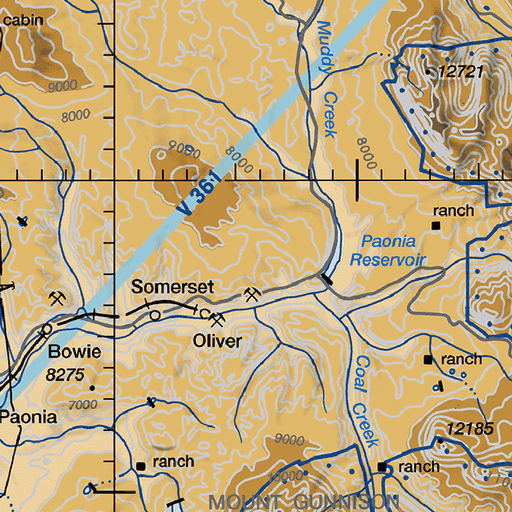 cabin
Muddy Creek
12721
9000
8000
9000
8000
8000
V 361
ranch
Paonia
Reservoir
Somerset
Oliver
Bowie
8275
ranch
Coal Creek
7000
Paonia
12185
9000
ranch
ranch
10000
MOUNT GUNNISON